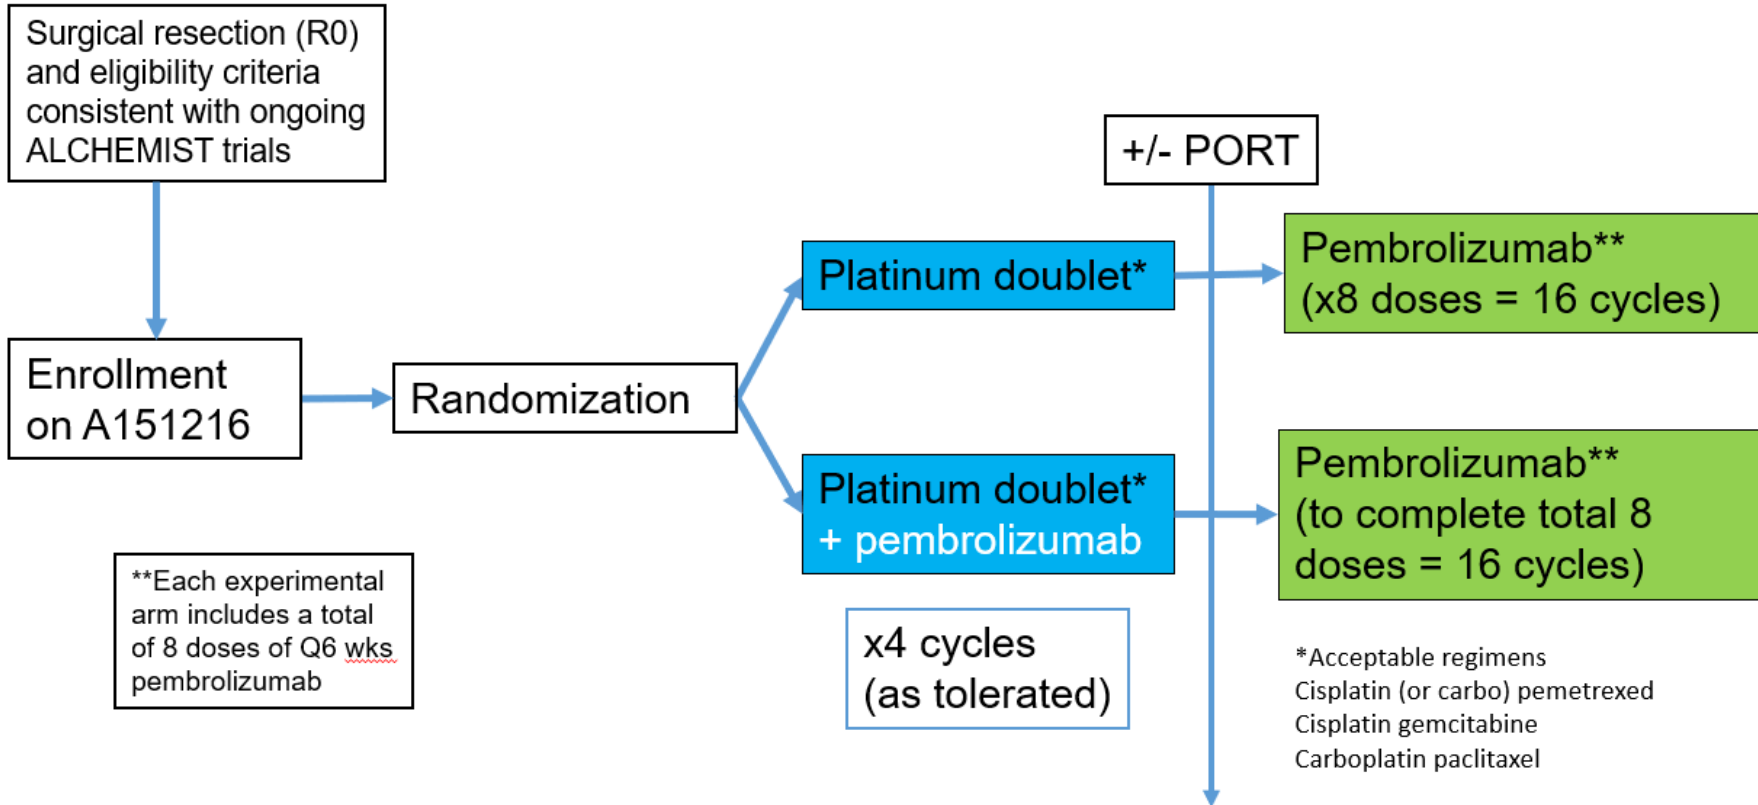 Surgical resection (R0)
and eligibility criteria
consistent with ongoing
ALCHEMIST trials
Enrollment
on A151216
Randomization
Platinum doublet*
Platinum doublet*
+ pembrolizumab
x4 cycles
(as tolerated)
+/- PORT
Pembrolizumab**
(x8 doses = 16 cycles)
Pembrolizumab**
(to complete total 8
doses = 16 cycles)
**Each experimental
arm includes a total
of 8 doses of Q6 wks
pembrolizumab
*Acceptable regimens
Cisplatin (or carbo) pemetrexed
Cisplatin gemcitabine
Carboplatin paclitaxel